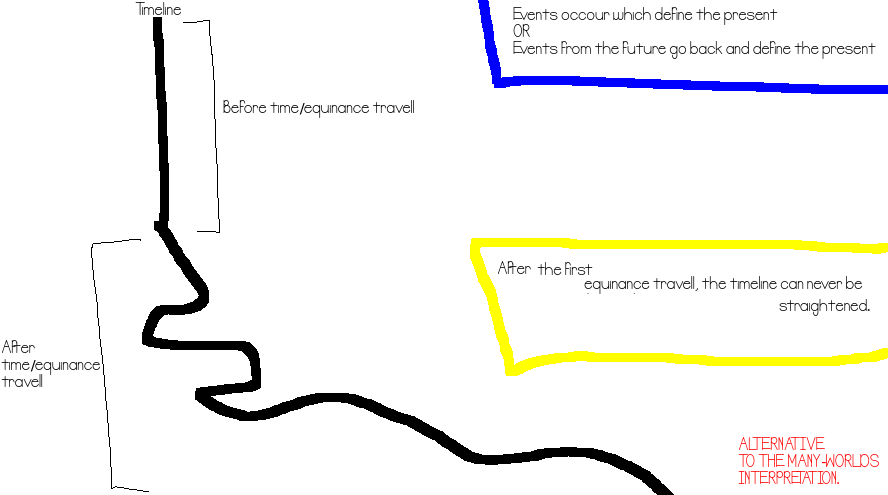 Timeline
Events occour which define the present
OR
Events from the future go back and define the present
Before time/equinance travell
After the first
equinance travell, the timeline can never be
straightened.
After
time/equinance
travell
ALTERNATIVE
TO THE MANY-WORLDS
INTERPRETATION.